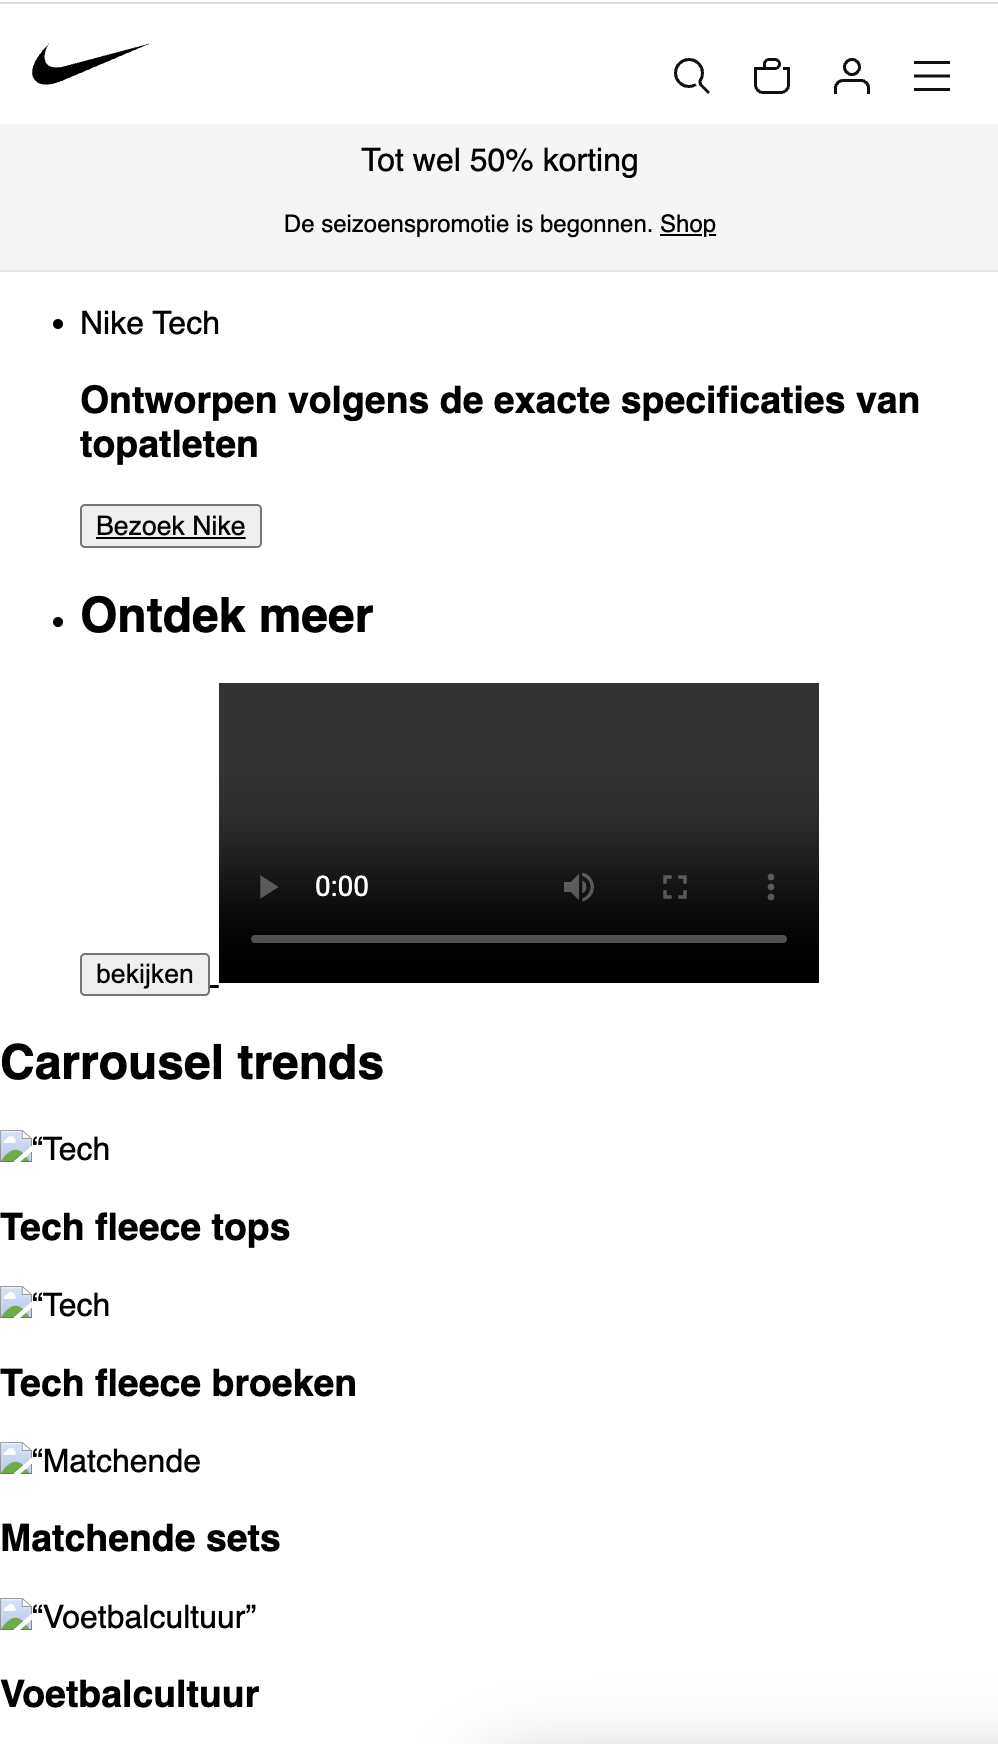 Tot wel 50% korting
De seizoenspromotie is begonnen. Shop
Nike Tech
Ontworpen volgens de exacte specificaties van
topatleten
Bezoek Nike
Ontdek meer
0:00
bekijken
Carrousel trends
“Tech
Tech fleece tops
“Tech
Tech fleece broeken
“Matchende
Matchende sets
“Voetbalcultuur”
Voetbalcultuur